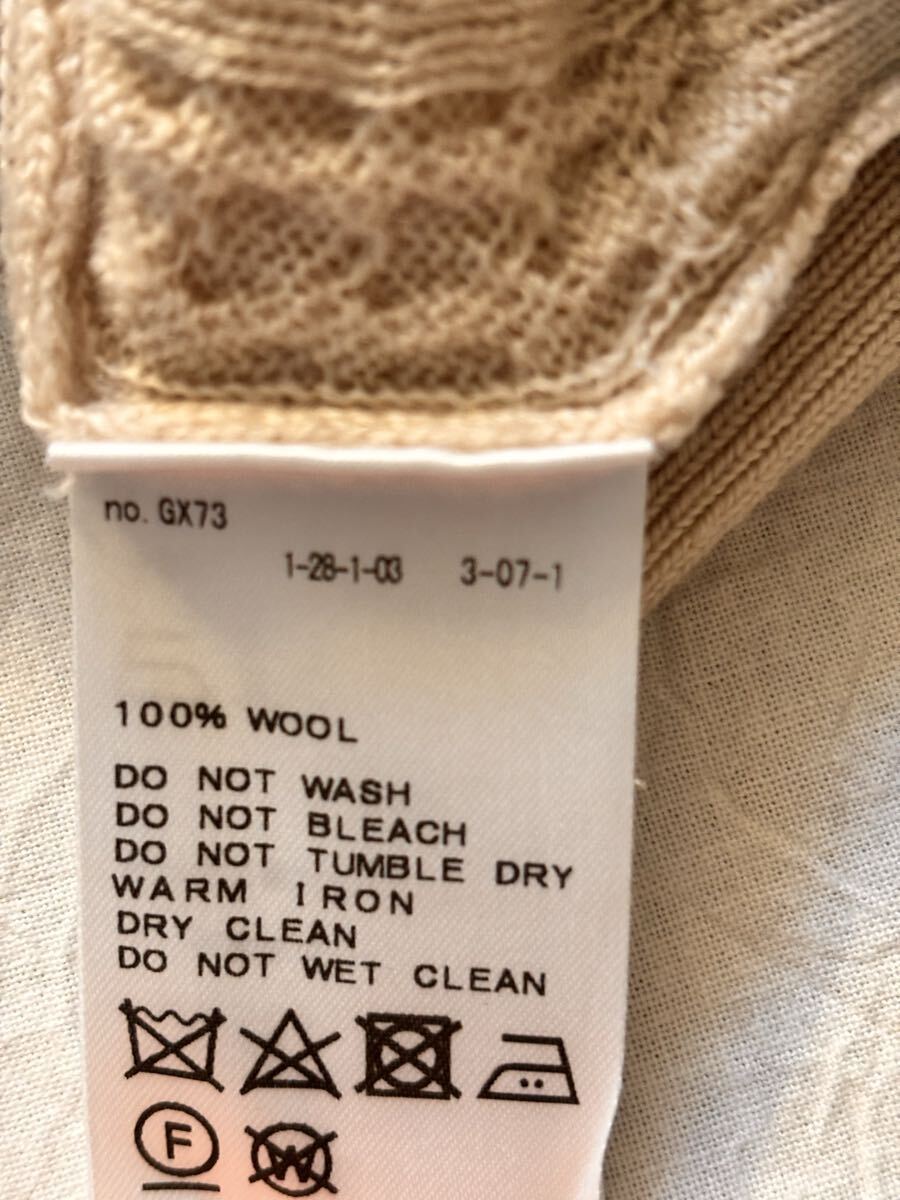 no. GX73
1-28-1-03 3-07-1
100% WOOL
DO NOT WASH
DO NOT BLEACH
DO NOT TUMBLE DRY
WARM IRON
DRY CLEAN
DO NOT WET CLEAN
F W